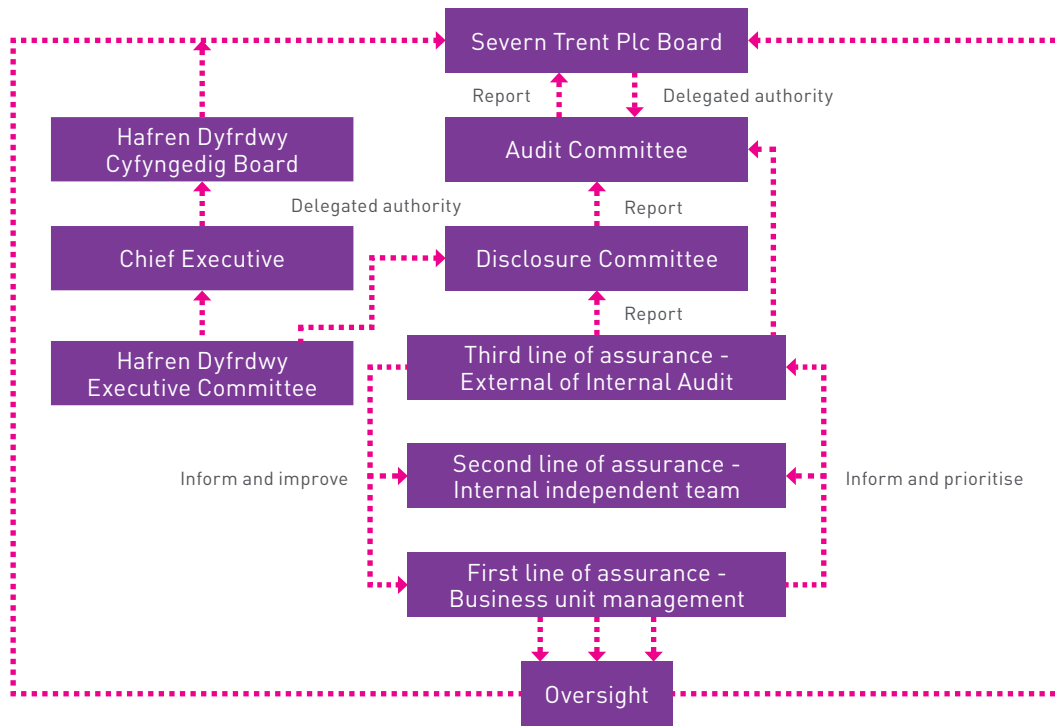 Severn Trent Plc Board
Report
Delegated authority
Hafren Dyfrdwy
Cyfyngedig Board
Audit Committee
Delegated authority
Report
Chief Executive
Disclosure Committee
Report
Hafren Dyfrdwy
Executive Committee
Third line of assurance -
External of Internal Audit
Inform and improve
Second line of assurance -
Internal independent team
Inform and prioritise
First line of assurance -
Business unit management
Oversight